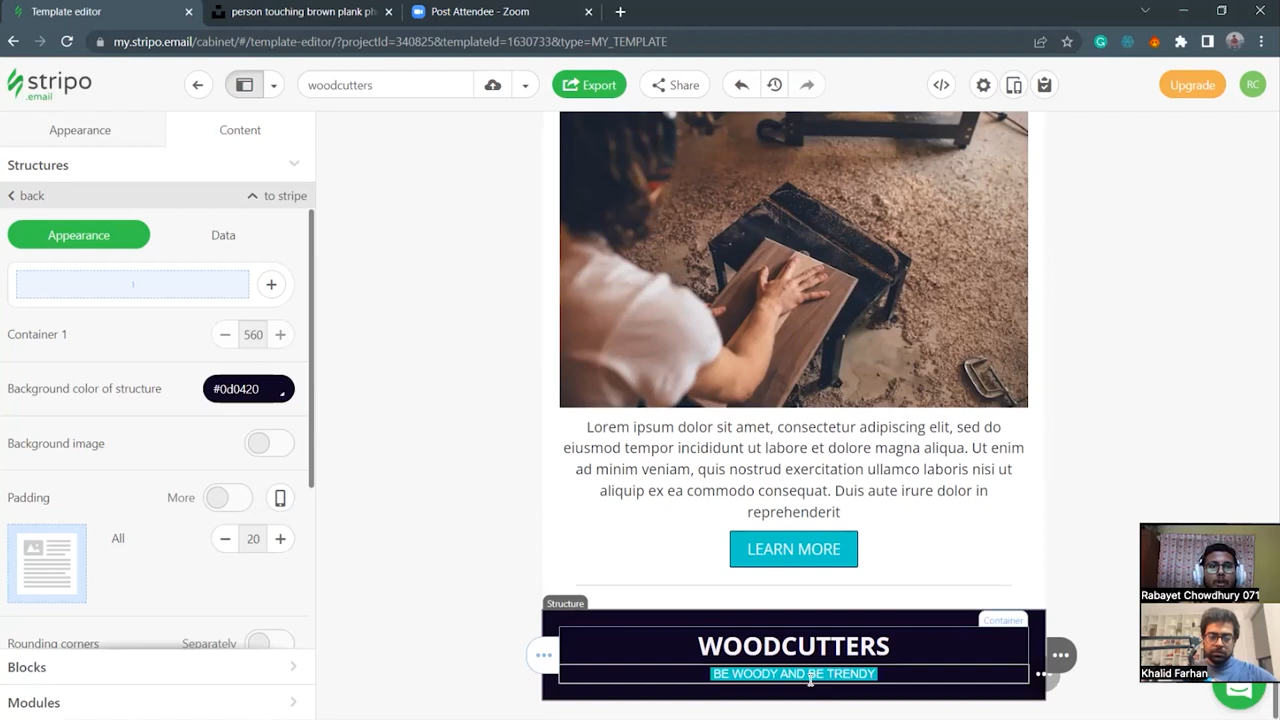 Template editor
person touching brown plank ph
Post Attendee - Zoom
my.stripo.email/cabinet/#/template-editor/?projectId=340825&templateId=1630733&type=MY_TEMPLATE
stripo
.email
woodcutters
Export
Share
Upgrade
RC
Appearance
Content
Structures
back
to stripe
Appearance
Data
1
Container 1
560
Background color of structure
#0d0420
Background image
Padding
More
All
20
Rounding corners
Separately
Blocks
Modules
Lorem ipsum dolor sit amet, consectetur adipiscing elit, sed do
eiusmod tempor incididunt ut labore et dolore magna aliqua. Ut enim
ad minim veniam, quis nostrud exercitation ullamco laboris nisi ut
aliquip ex ea commodo consequat. Duis aute irure dolor in
reprehenderit
LEARN MORE
Structure
Container
WOODCUTTERS
BE WOODY AND BE TRENDY
Rabayet Chowdhury 071
Khalid Farhan